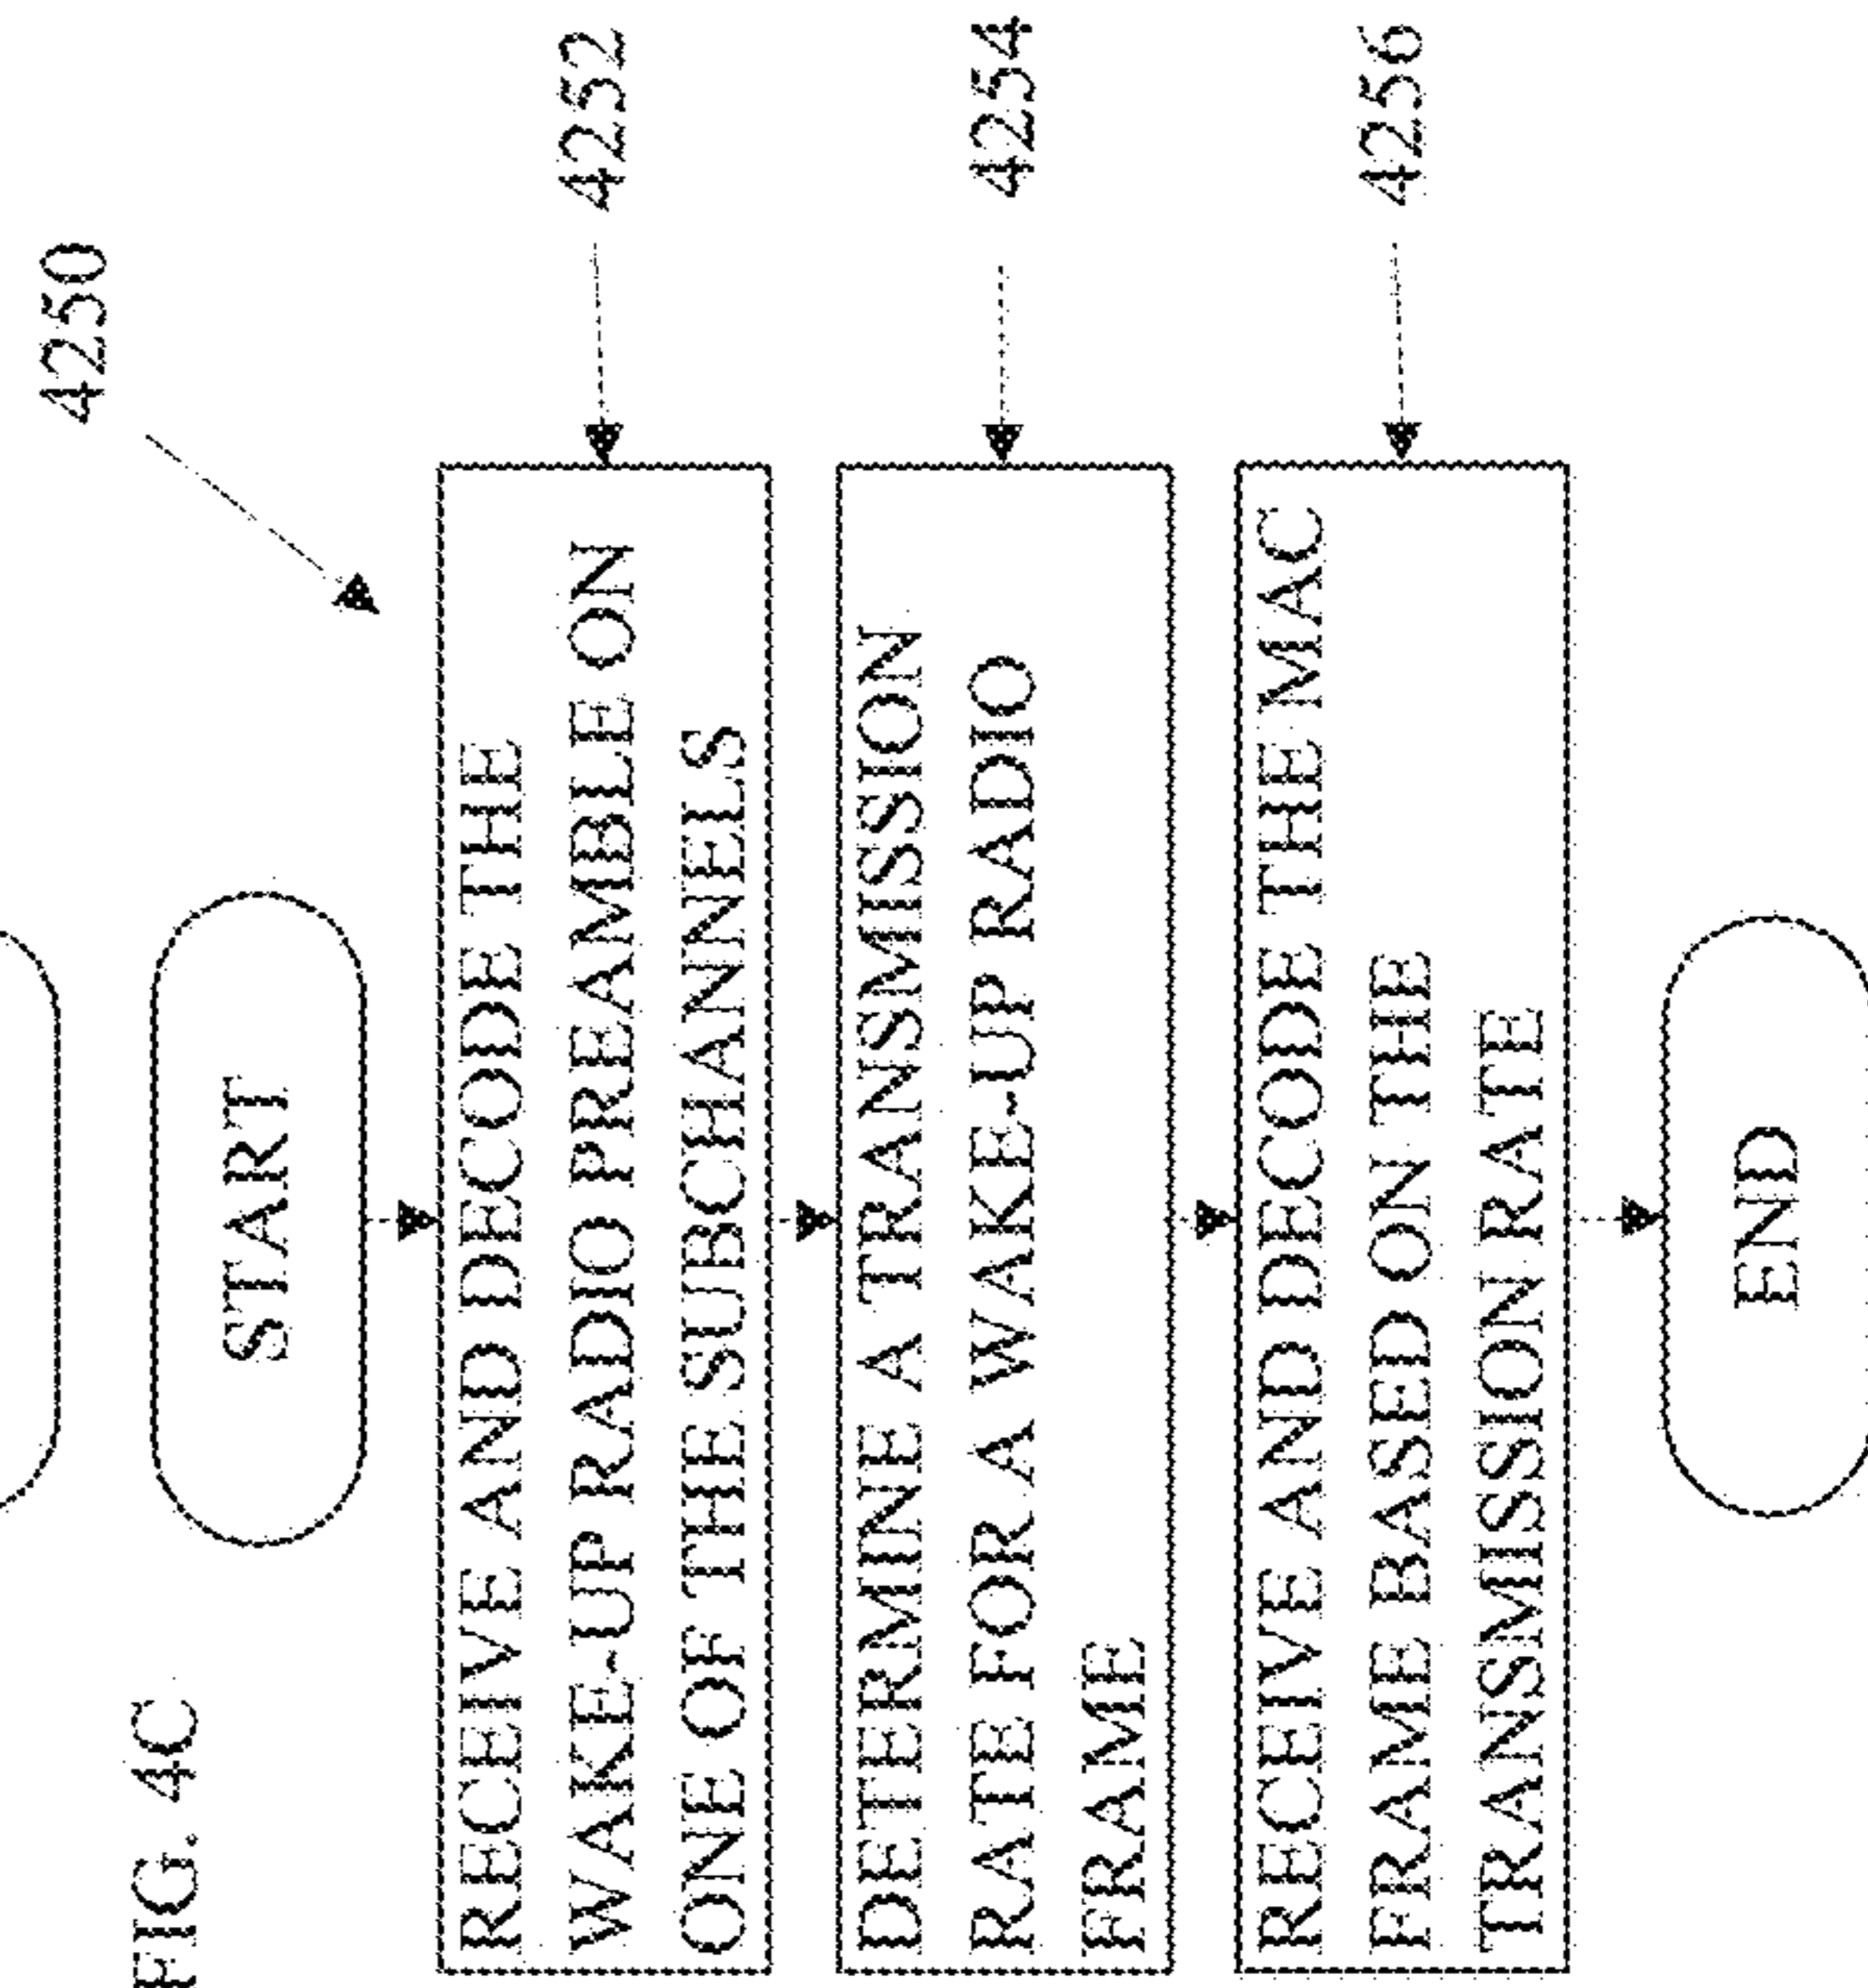 FIG. 4C
4250
START
RECEIVE AND DECODE THE
WAKE-UP RADIO PREAMBLE ON
ONE OF THE SUBCHANNELS
4252
DETERMINE A TRANSMISSION
RATE FOR A WAKE-UP RADIO
FRAME
4254
RECEIVE AND DECODE THE MAC
FRAME BASED ON THE
TRANSMISSION RATE
4256
END